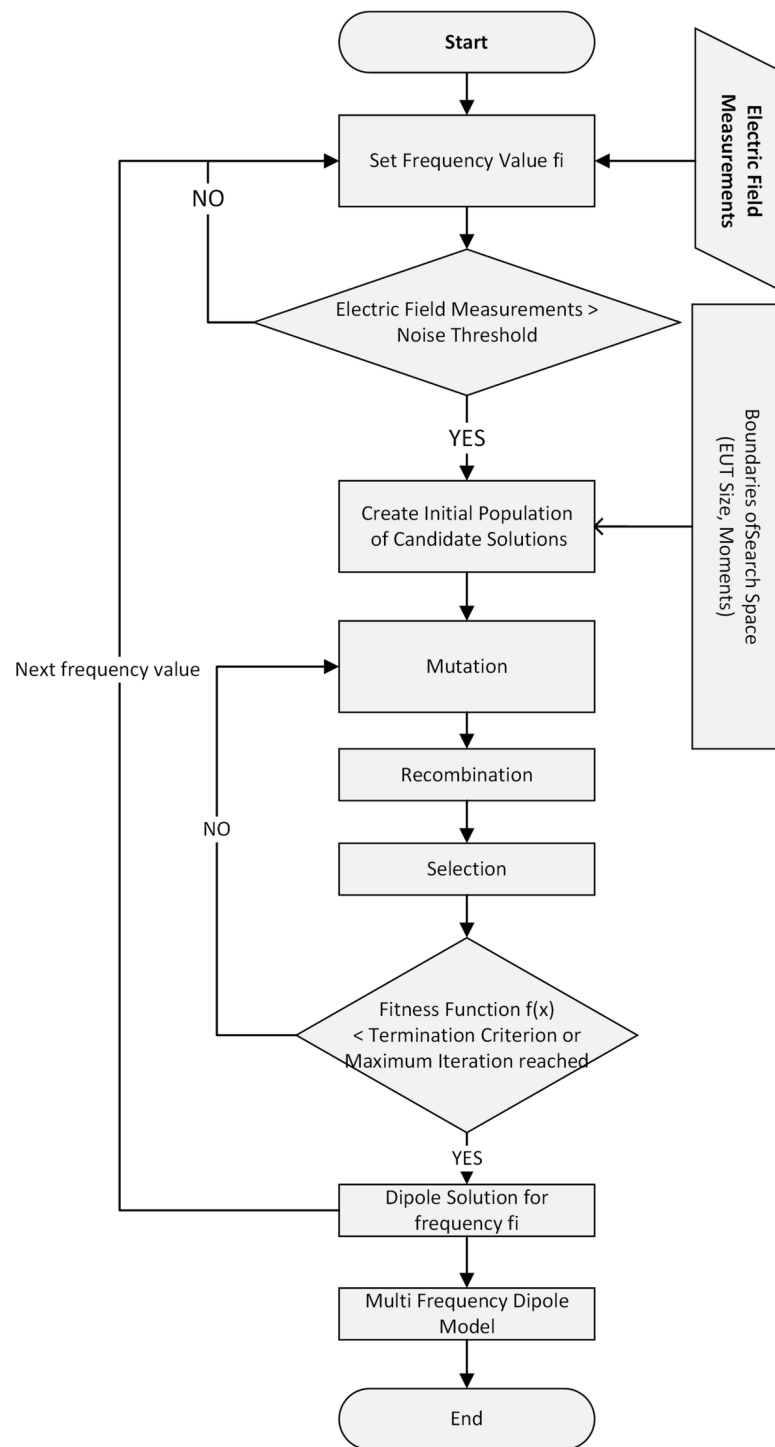 Start
Electric Field
Measurements
Set Frequency Value fi
NO
Electric Field Measurements >
Noise Threshold
YES
Boundaries ofSearch Space
(EUT Size, Moments)
Create Initial Population
of Candidate Solutions
Mutation
Next frequency value
Recombination
NO
Selection
Fitness Function f(x)
< Termination Criterion or
Maximum Iteration reached
YES
Dipole Solution for
frequency fi
Multi Frequency Dipole
Model
End